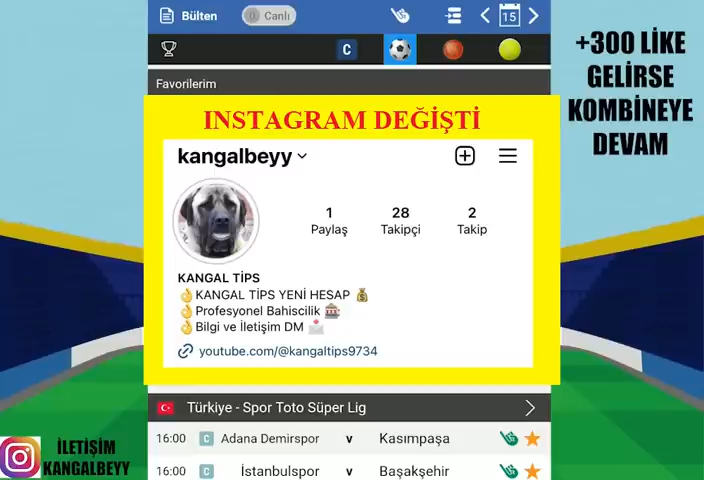 Bülten
0 Canlı
15
C
Favorilerim
+300 LİKE
GELİRSE
KOMBİNEYE
DEVAM
INSTAGRAM DEĞİŞTİ
kangalbeyy
1 28 2
Paylaş Takipçi Takip
KANGAL TİPS
👌KANGAL TİPS YENİ HESAP 💰
👌Profesyonel Bahiscilik 🎰
👌Bilgi ve İletişim DM 📩
youtube.com/@kangaltips9734
Türkiye - Spor Toto Süper Lig
16:00 C Adana Demirspor v Kasımpaşa
16:00 C İstanbulspor v Başakşehir
İLETİŞİM
KANGALBEYY